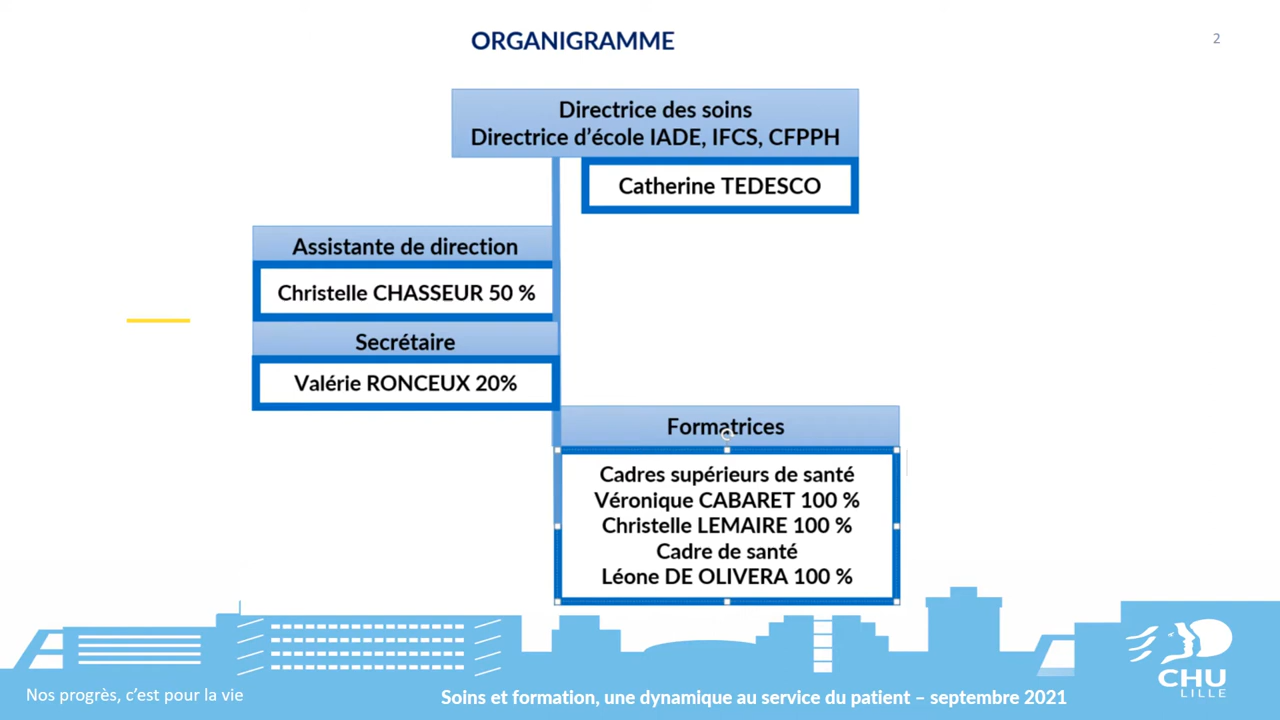 ORGANIGRAMME
2
Directrice des soins
Directrice d'école IADE, IFCS, CFPPH
Catherine TEDESCO
Assistante de direction
Christelle CHASSEUR 50 %
Secrétaire
Valérie RONCEUX 20%
Formatrices
Cadres supérieurs de santé
Véronique CABARET 100 %
Christelle LEMAIRE 100 %
Cadre de santé
Léone DE OLIVERA 100 %
Nos progrès, c'est pour la vie
Soins et formation, une dynamique au service du patient – septembre 2021
CHU
LILLE